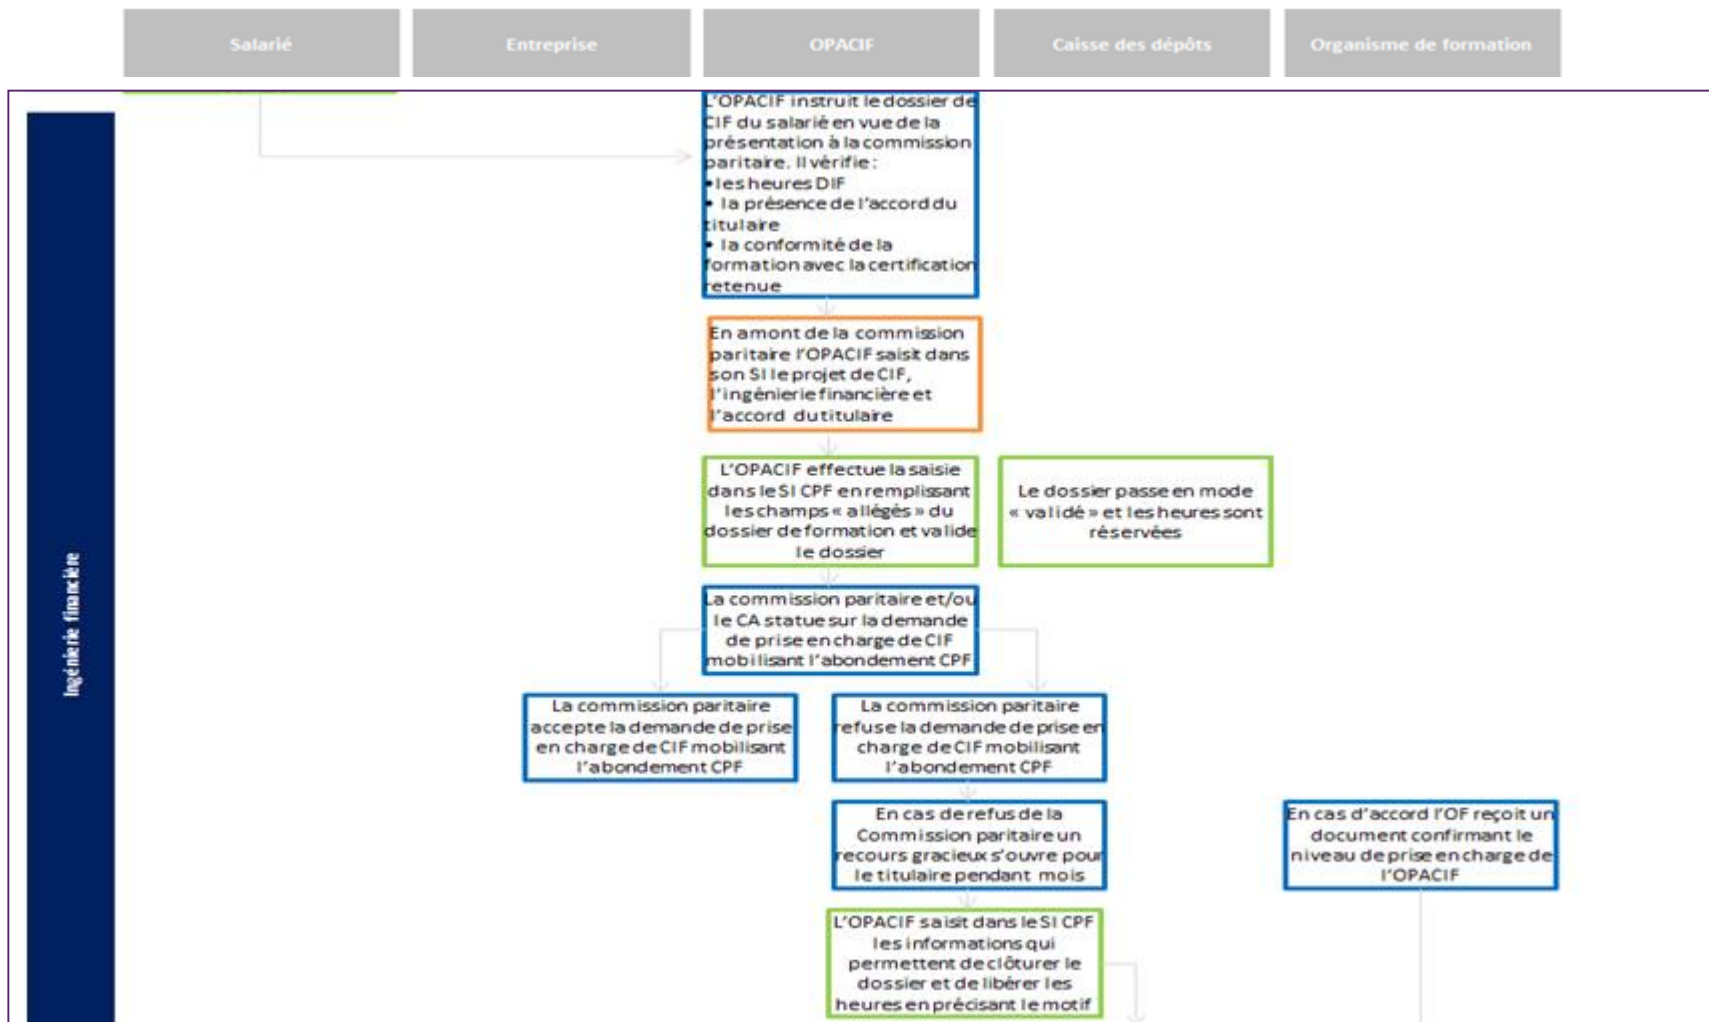 Salarié
Entreprise
OPACIF
Caisse des dépôts
Organisme de formation
Ingénierie financière
L'OPACIF instruit le dossier de
CIF du salarié en vue de la
présentation à la commission
paritaire. Il vérifie :
•les heures DIF
• la présence de l'accord du
titulaire
• la conformité de la
formation avec la certification
retenue
En amont de la commission
paritaire l'OPACIF saisit dans
son SI le projet de CIF,
l'ingénierie financière et
l'accord du titulaire
L'OPACIF effectue la saisie
dans le SI CPF en remplissant
les champs « allégés » du
dossier de formation et valide
le dossier
Le dossier passe en mode
« validé » et les heures sont
réservées
La commission paritaire et/ou
le CA statue sur la demande
de prise en charge de CIF
mobilisant l'abondement CPF
La commission paritaire
accepte la demande de prise
en charge de CIF mobilisant
l'abondement CPF
La commission paritaire
refuse la demande de prise en
charge de CIF mobilisant
l'abondement CPF
En cas de refus de la
Commission paritaire un
recours gracieux s'ouvre pour
le titulaire pendant mois
En cas d'accord l'OF reçoit un
document confirmant le
niveau de prise en charge de
l'OPACIF
L'OPACIF saisit dans le SI CPF
les informations qui
permettent de clôturer le
dossier et de libérer les
heures en précisant le motif